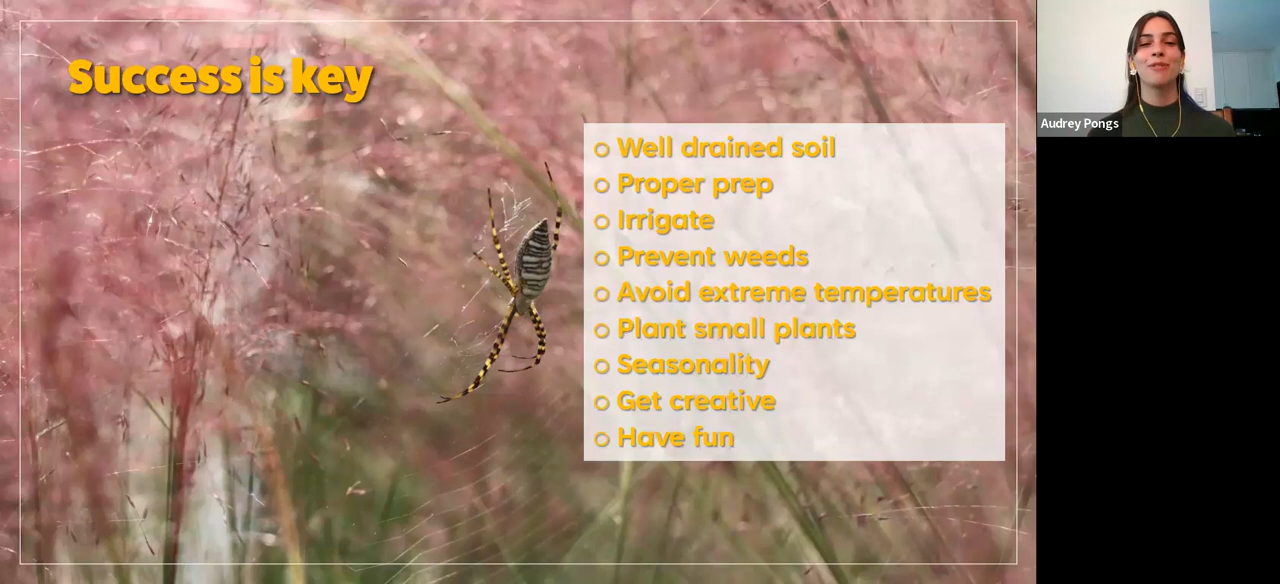 Success is key
Well drained soil
Proper prep
Irrigate
Prevent weeds
Avoid extreme temperatures
Plant small plants
Seasonality
Get creative
Have fun
Audrey Pongs